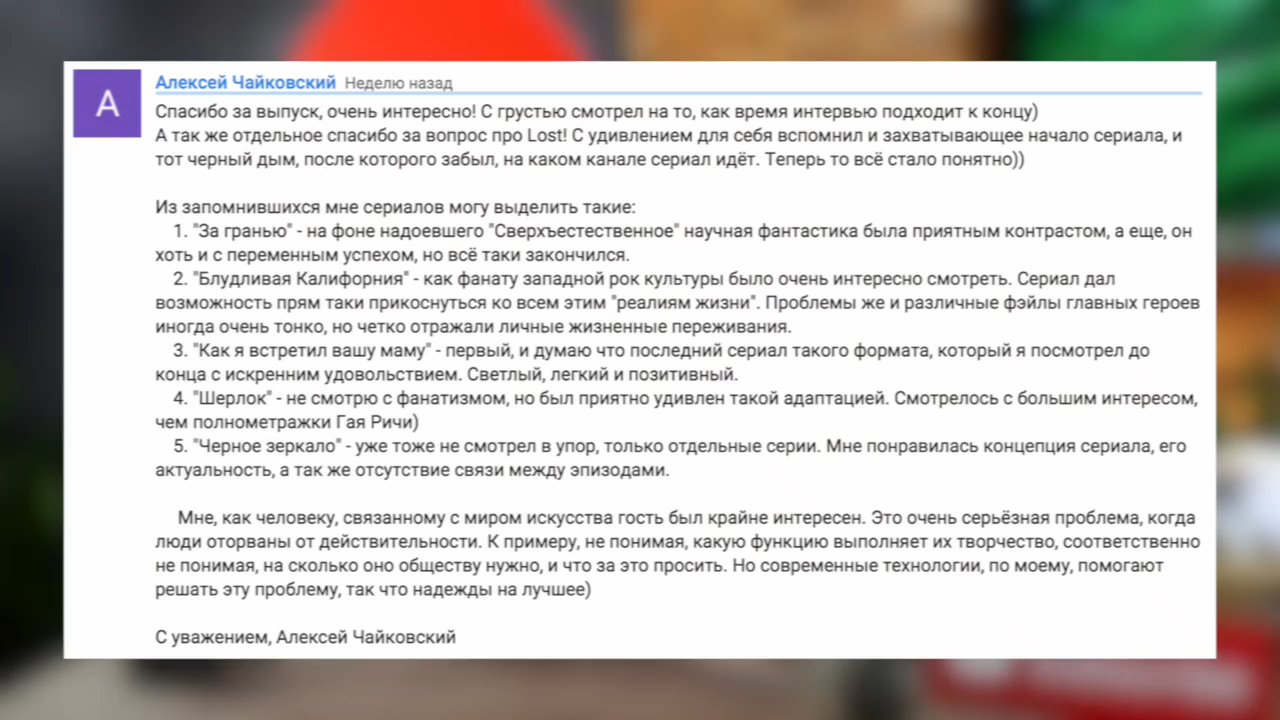 А
Алексей Чайковский Неделю назад
Спасибо за выпуск, очень интересно! С грустью смотрел на то, как время интервью подходит к концу)
А так же отдельное спасибо за вопрос про Lost! С удивлением для себя вспомнил и захватывающее начало сериала, и
тот черный дым, после которого забыл, на каком канале сериал идёт. Теперь то всё стало понятно))
Из запомнившихся мне сериалов могу выделить такие:
1. "За гранью" - на фоне надоевшего "Сверхъестественное" научная фантастика была приятным контрастом, а еще, он
хоть и с переменным успехом, но всё таки закончился.
2. "Блудливая Калифорния" - как фанату западной рок культуры было очень интересно смотреть. Сериал дал
возможность прям таки прикоснуться ко всем этим "реалиям жизни". Проблемы же и различные фэйлы главных героев
иногда очень тонко, но четко отражали личные жизненные переживания.
3. "Как я встретил вашу маму" - первый, и думаю что последний сериал такого формата, который я посмотрел до
конца с искренним удовольствием. Светлый, легкий и позитивный.
4. "Шерлок" - не смотрю с фанатизмом, но был приятно удивлен такой адаптацией. Смотрелось с большим интересом,
чем полнометражки Гая Ричи)
5. "Черное зеркало" - уже тоже не смотрел в упор, только отдельные серии. Мне понравилась концепция сериала, его
актуальность, а так же отсутствие связи между эпизодами.
Мне, как человеку, связанному с миром искусства гость был крайне интересен. Это очень серьёзная проблема, когда
люди оторваны от действительности. К примеру, не понимая, какую функцию выполняет их творчество, соответственно
не понимая, на сколько оно обществу нужно, и что за это просить. Но современные технологии, по моему, помогают
решать эту проблему, так что надежды на лучшее)
С уважением, Алексей Чайковский